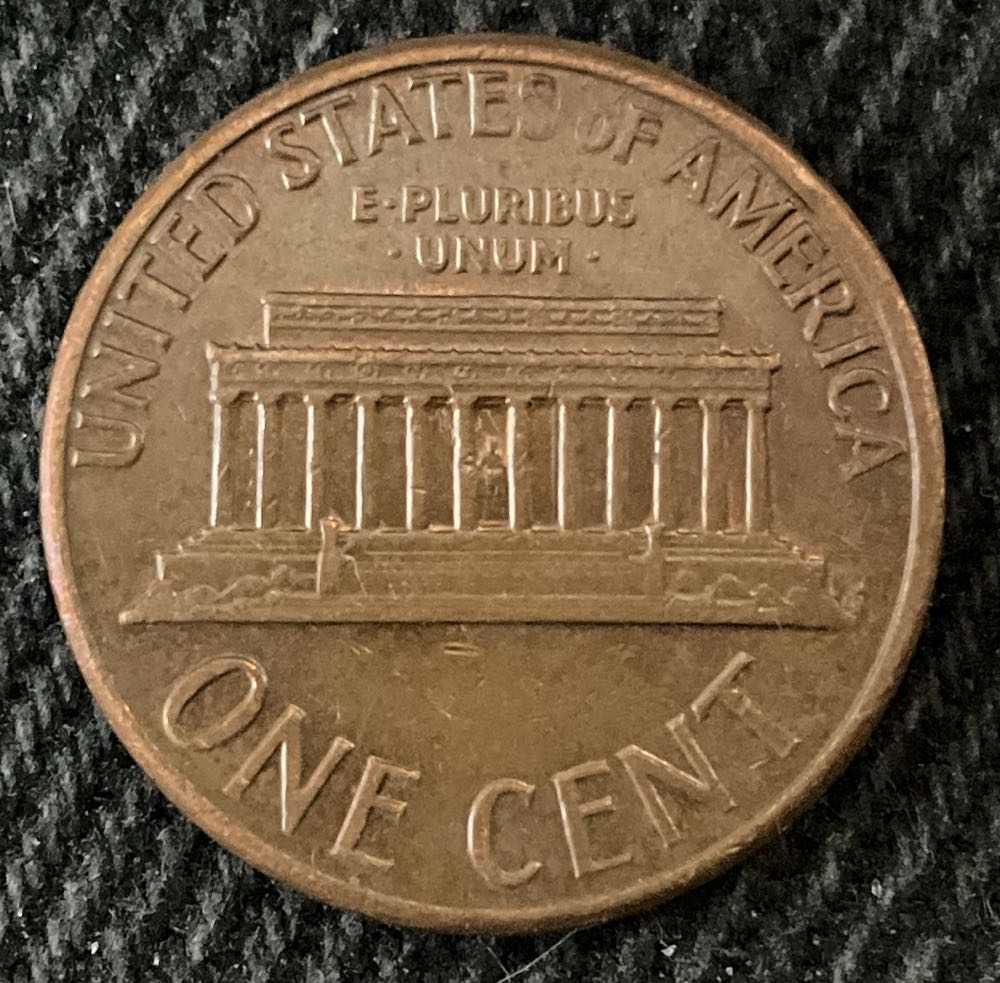 UNITED STATES OF AMERICA
E·PLURIBUS
·UNUM·
ONE CENT